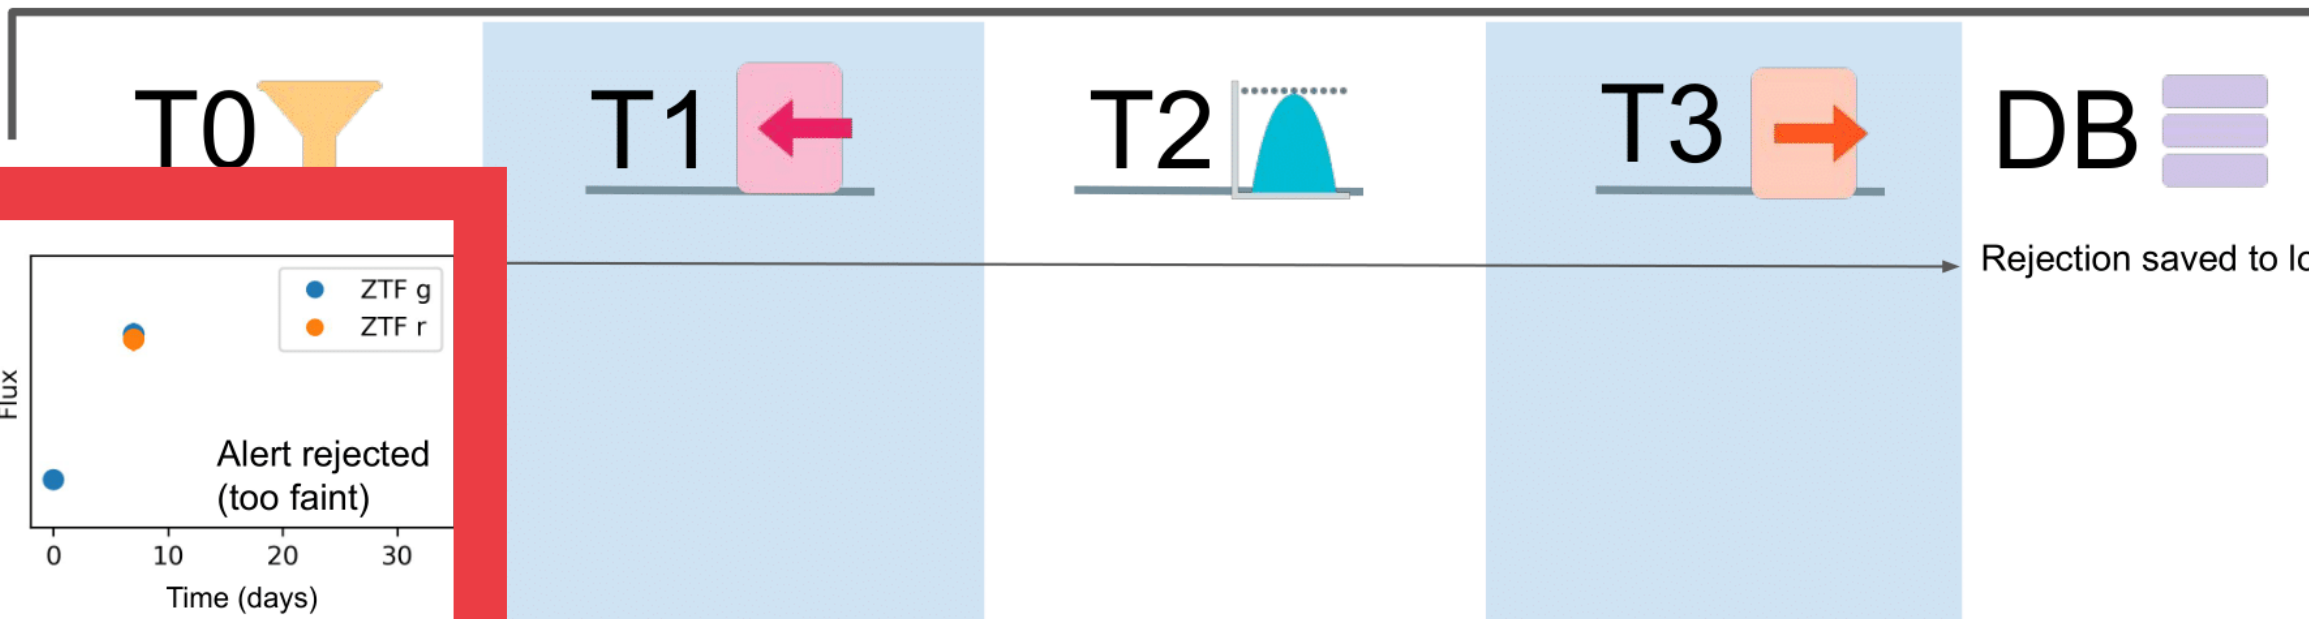 T0
T1
T2
T3
DB
Rejection saved to
ZTF g
ZTF r
Flux
Alert rejected
(too faint)
0 10 20 30
Time (days)